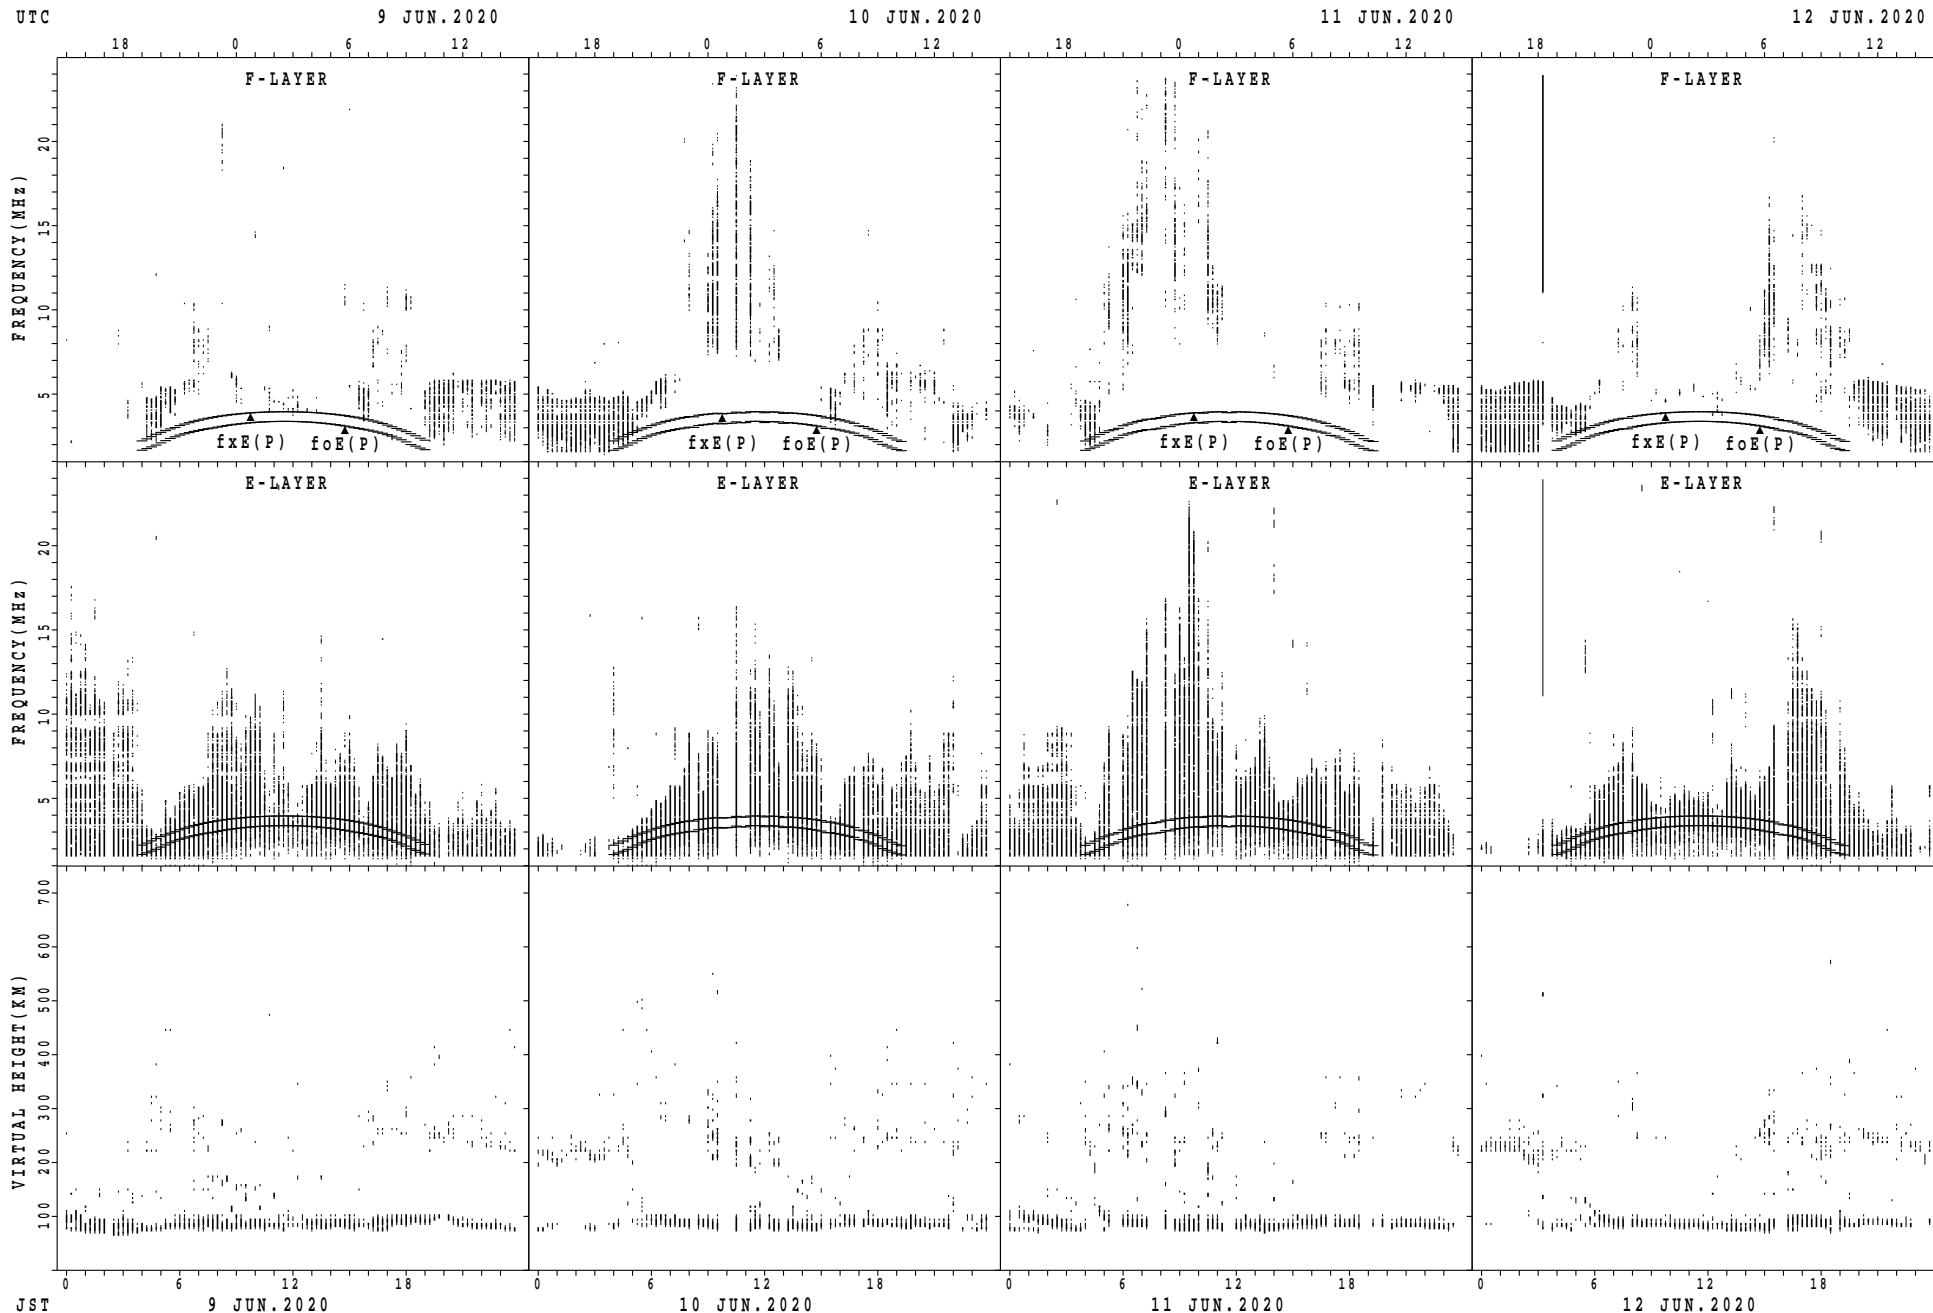 UTC 9 JUN.2020 10 JUN.2020 11 JUN.2020 12 JUN.2020
18 0 6 12 18 0 6 12 18 0 6 12 18 0 6 12
F-LAYER F-LAYER F-LAYER F-LAYER
FREQUENCY(MHz)
20
15
10
5
fxE(P) foE(P) fxE(P) foE(P) fxE(P) foE(P) fxE(P) foE(P)
E-LAYER E-LAYER E-LAYER E-LAYER
FREQUENCY(MHz)
20
15
10
5
VIRTUAL HEIGHT(KM)
700
600
500
400
300
200
100
0 6 12 18 0 6 12 18 0 6 12 18 0 6 12 18
JST 9 JUN.2020 10 JUN.2020 11 JUN.2020 12 JUN.2020